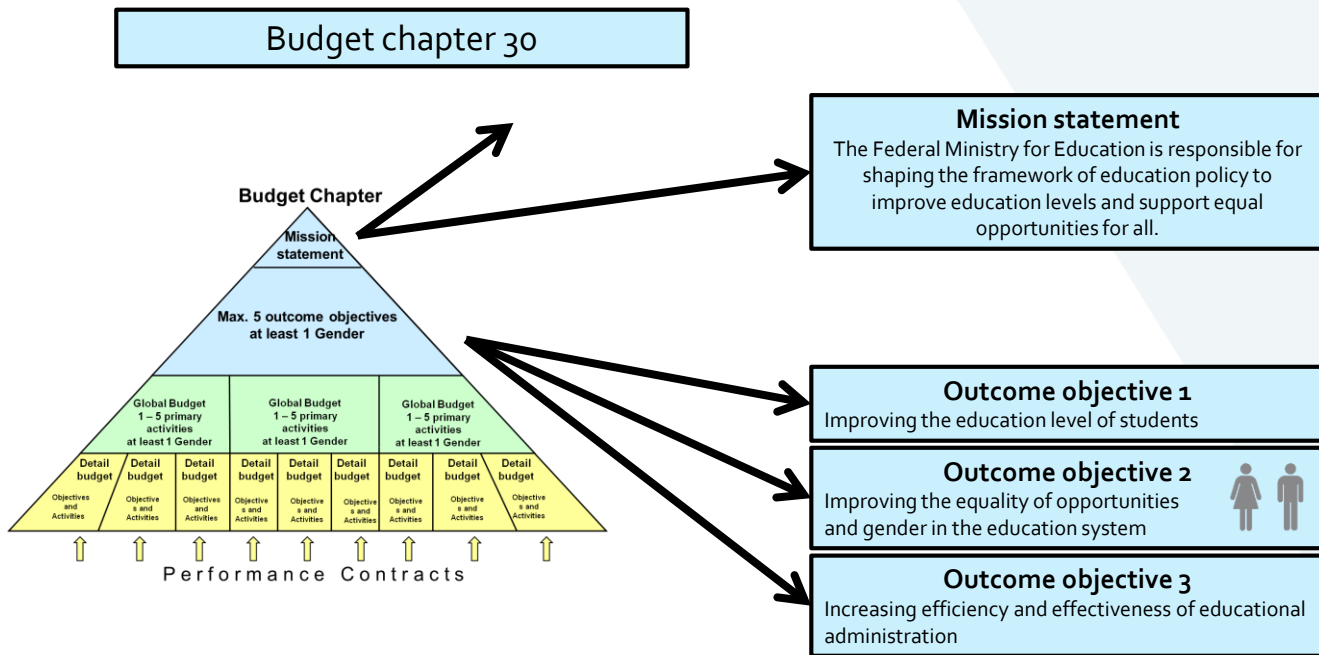 Budget chapter 30
Mission statement
The Federal Ministry for Education is responsible for
shaping the framework of education policy to
improve education levels and support equal
opportunities for all.
Budget Chapter
Mission
statement
Max. 5 outcome objectives
at least 1 Gender
Global Budget
1 – 5 primary
activities
at least 1 Gender
Global Budget
1 – 5 primary
activities
at least 1 Gender
Global Budget
1 – 5 primary
activities
at least 1 Gender
Detail
budget
Objectives
and
Activities
Detail
budget
Objective
s and
Activities
Detail
budget
Objectives
and
Activities
Detail
budget
Objective
s and
Activities
Detail
budget
Objective
s and
Activities
Detail
budget
Objective
s and
Activities
Detail
budget
Objective
s and
Activities
Detail
budget
Objective
s and
Activities
Detail
budget
Objective
s and
Activities
Performance Contracts
Outcome objective 1
Improving the education level of students
Outcome objective 2
Improving the equality of opportunities
and gender in the education system
Outcome objective 3
Increasing efficiency and effectiveness of educational
administration